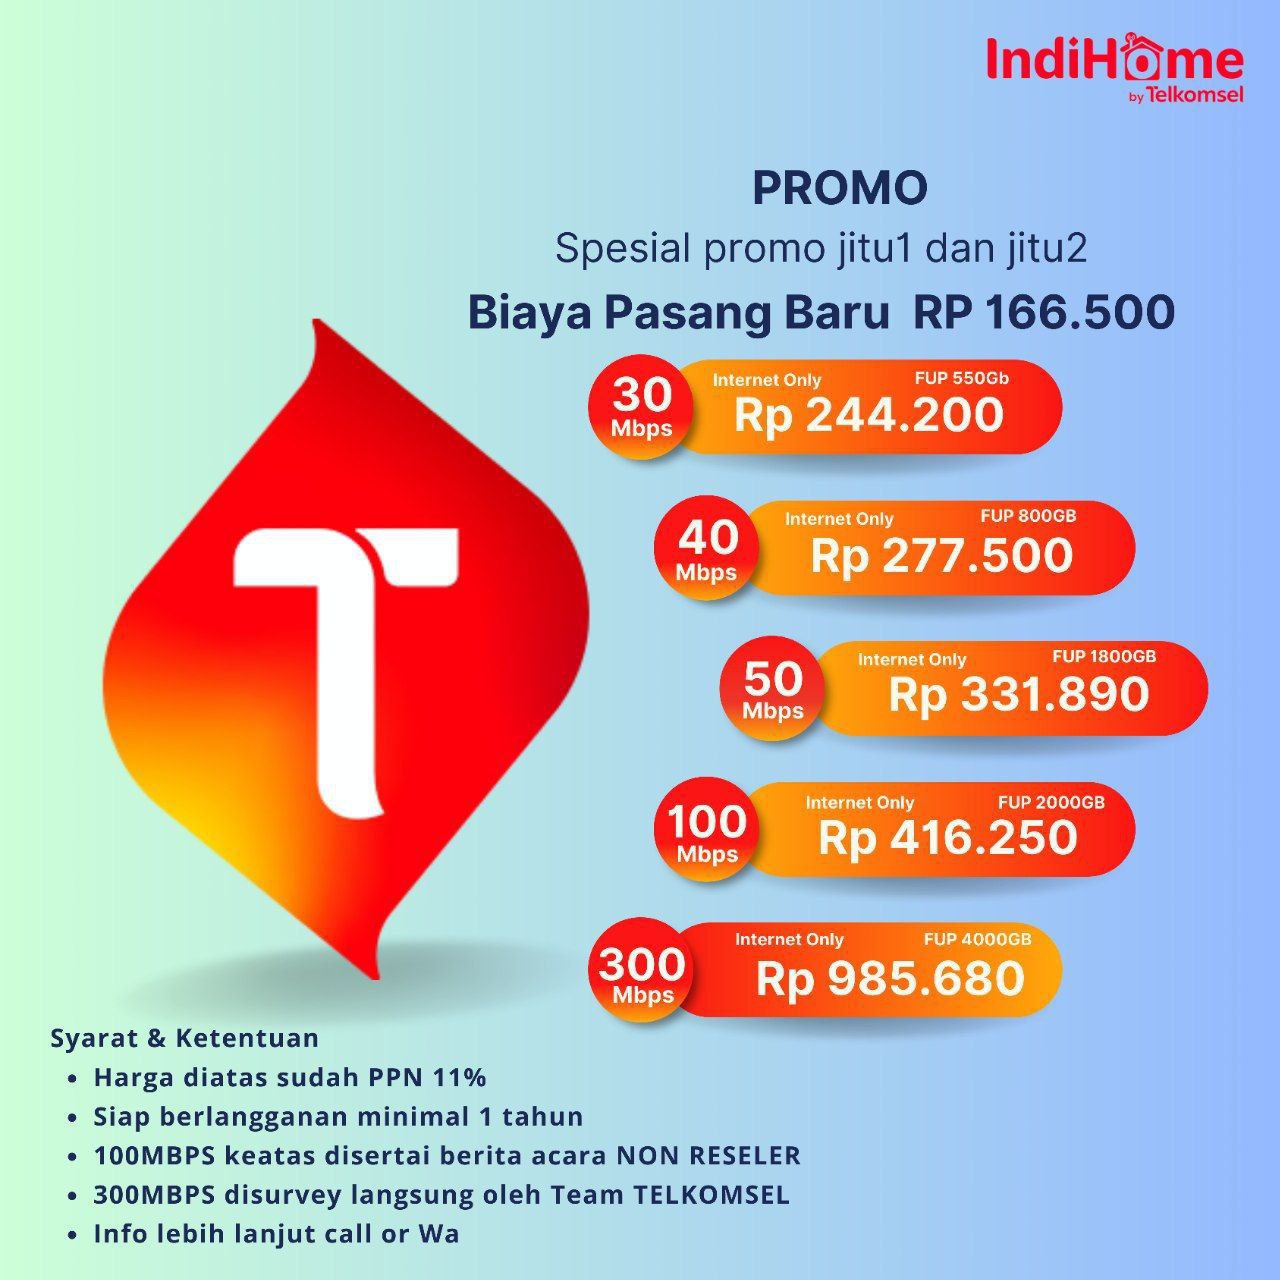 IndiHome
by Telkomsel
PROMO
Spesial promo jitu1 dan jitu2
Biaya Pasang Baru RP 166.500
30
Mbps
Internet Only FUP 550Gb
Rp 244.200
40
Mbps
Internet Only FUP 800GB
Rp 277.500
50
Mbps
Internet Only FUP 1800GB
Rp 331.890
100
Mbps
Internet Only FUP 2000GB
Rp 416.250
300
Mbps
Internet Only FUP 4000GB
Rp 985.680
Syarat & Ketentuan
• Harga diatas sudah PPN 11%
• Siap berlangganan minimal 1 tahun
• 100MBPS keatas disertai berita acara NON RESELER
• 300MBPS disurvey langsung oleh Team TELKOMSEL
• Info lebih lanjut call or Wa